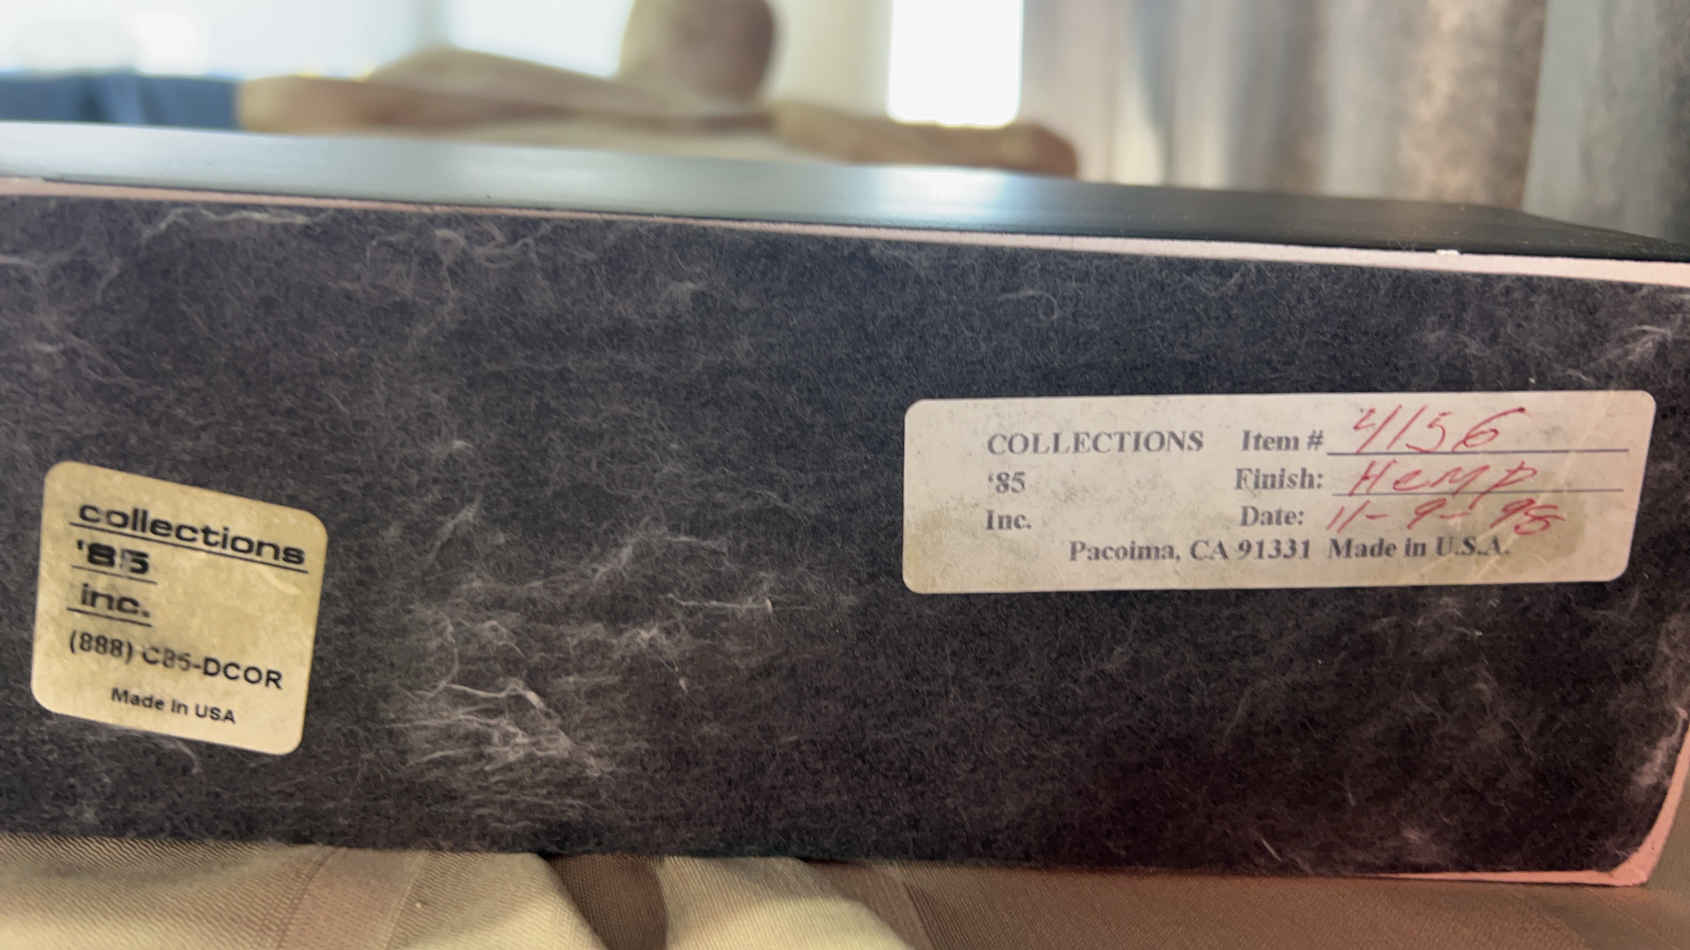 collections
'85
inc.
(888) C85-DCOR
Made in USA
COLLECTIONS Item # 4156
'85 Finish: HeMP
Inc. Date: 11-9-95
Pacoima, CA 91331 Made in U.S.A.